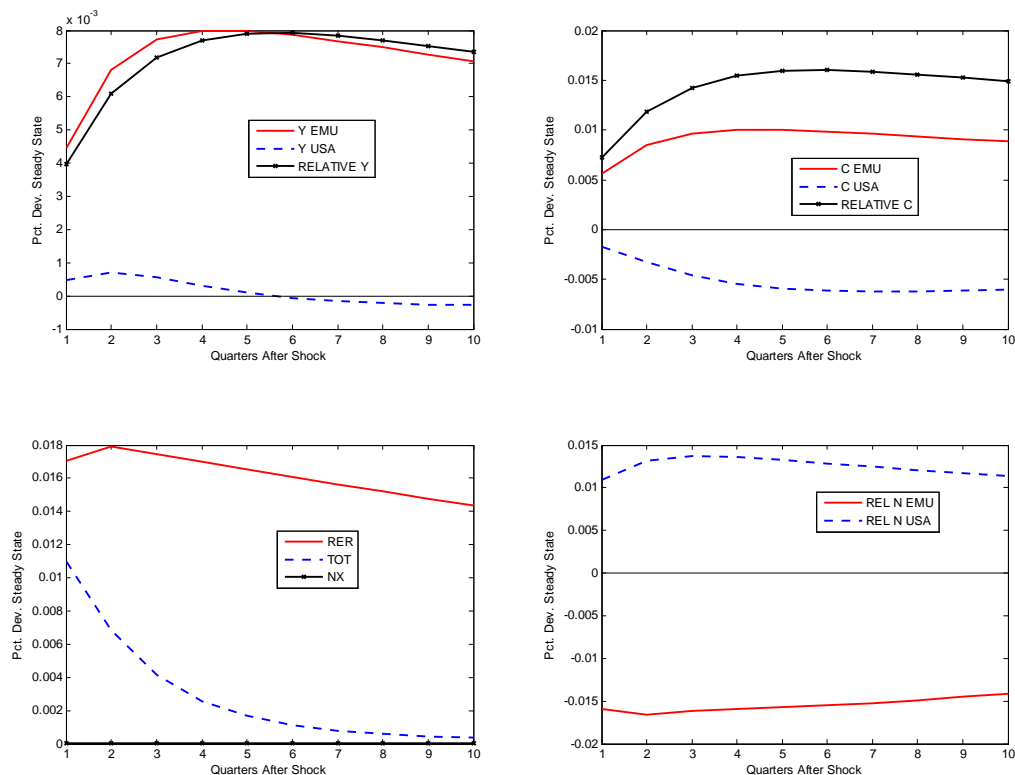 x 10⁻³
8
7
6
5
4
3
2
1
0
-1
Pct. Dev. Steady State
Y EMU
Y USA
RELATIVE Y
1 2 3 4 5 6 7 8 9 10
Quarters After Shock
0.02
0.015
0.01
0.005
0
-0.005
-0.01
Pct. Dev. Steady State
C EMU
C USA
RELATIVE C
1 2 3 4 5 6 7 8 9 10
Quarters After Shock
0.018
0.016
0.014
0.012
0.01
0.008
0.006
0.004
0.002
0
Pct. Dev. Steady State
RER
TOT
NX
1 2 3 4 5 6 7 8 9 10
Quarters After Shock
0.015
0.01
0.005
0
-0.005
-0.01
-0.015
-0.02
Pct. Dev. Steady State
REL N EMU
REL N USA
1 2 3 4 5 6 7 8 9 10
Quarters After Shock